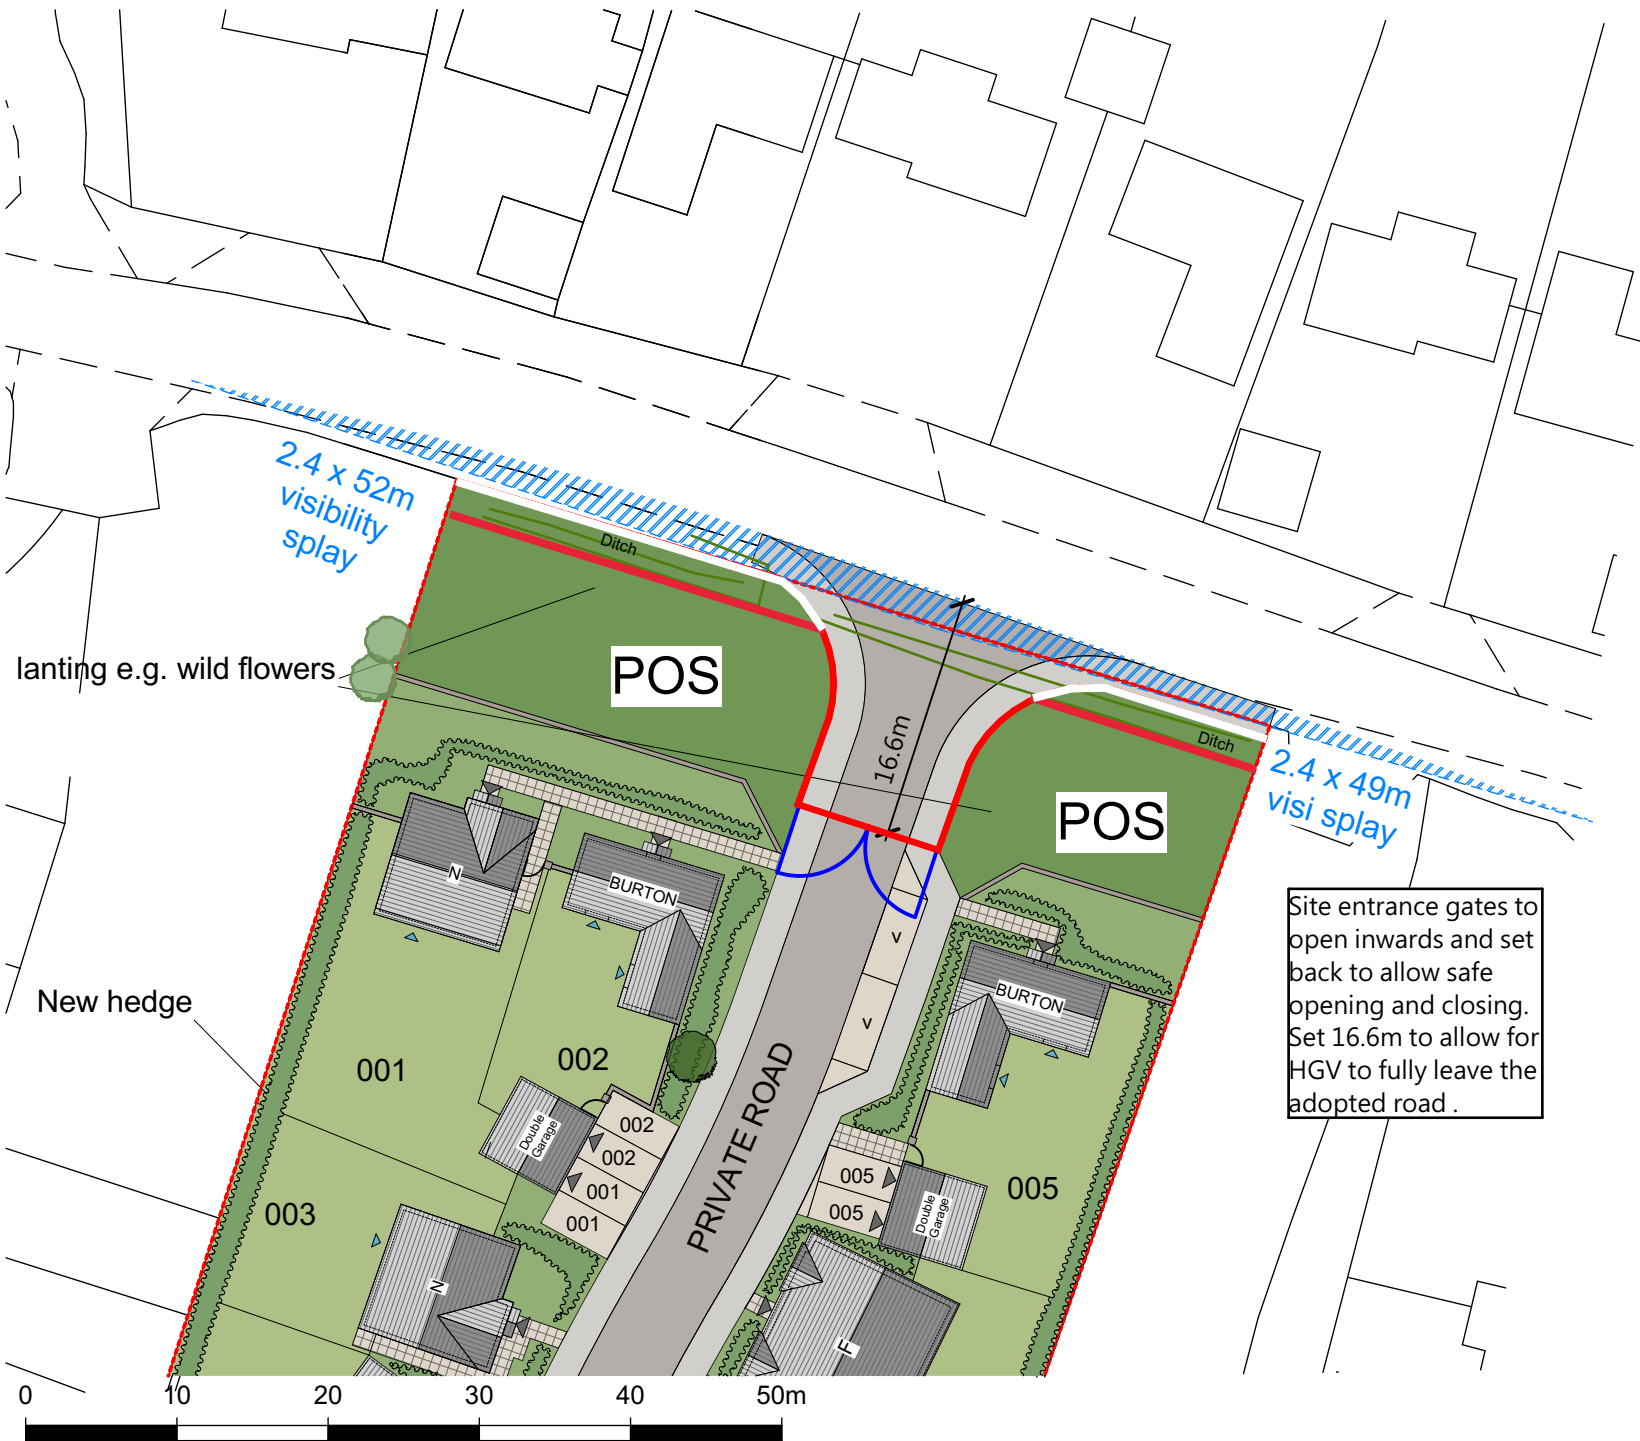 2.4 x 52m
visibility
splay
Ditch
lanting e.g. wild flowers
POS
16.6m
Ditch
2.4 x 49m
visi splay
POS
N
BURTON
Site entrance gates to
open inwards and set
back to allow safe
opening and closing.
Set 16.6m to allow for
HGV to fully leave the
adopted road .
V
BURTON
New hedge
V
001
002
PRIVATE ROAD
Double
Garage
002
002
001
001
005
005
Double
Garage
005
003
N
F
0 10 20 30 40 50m